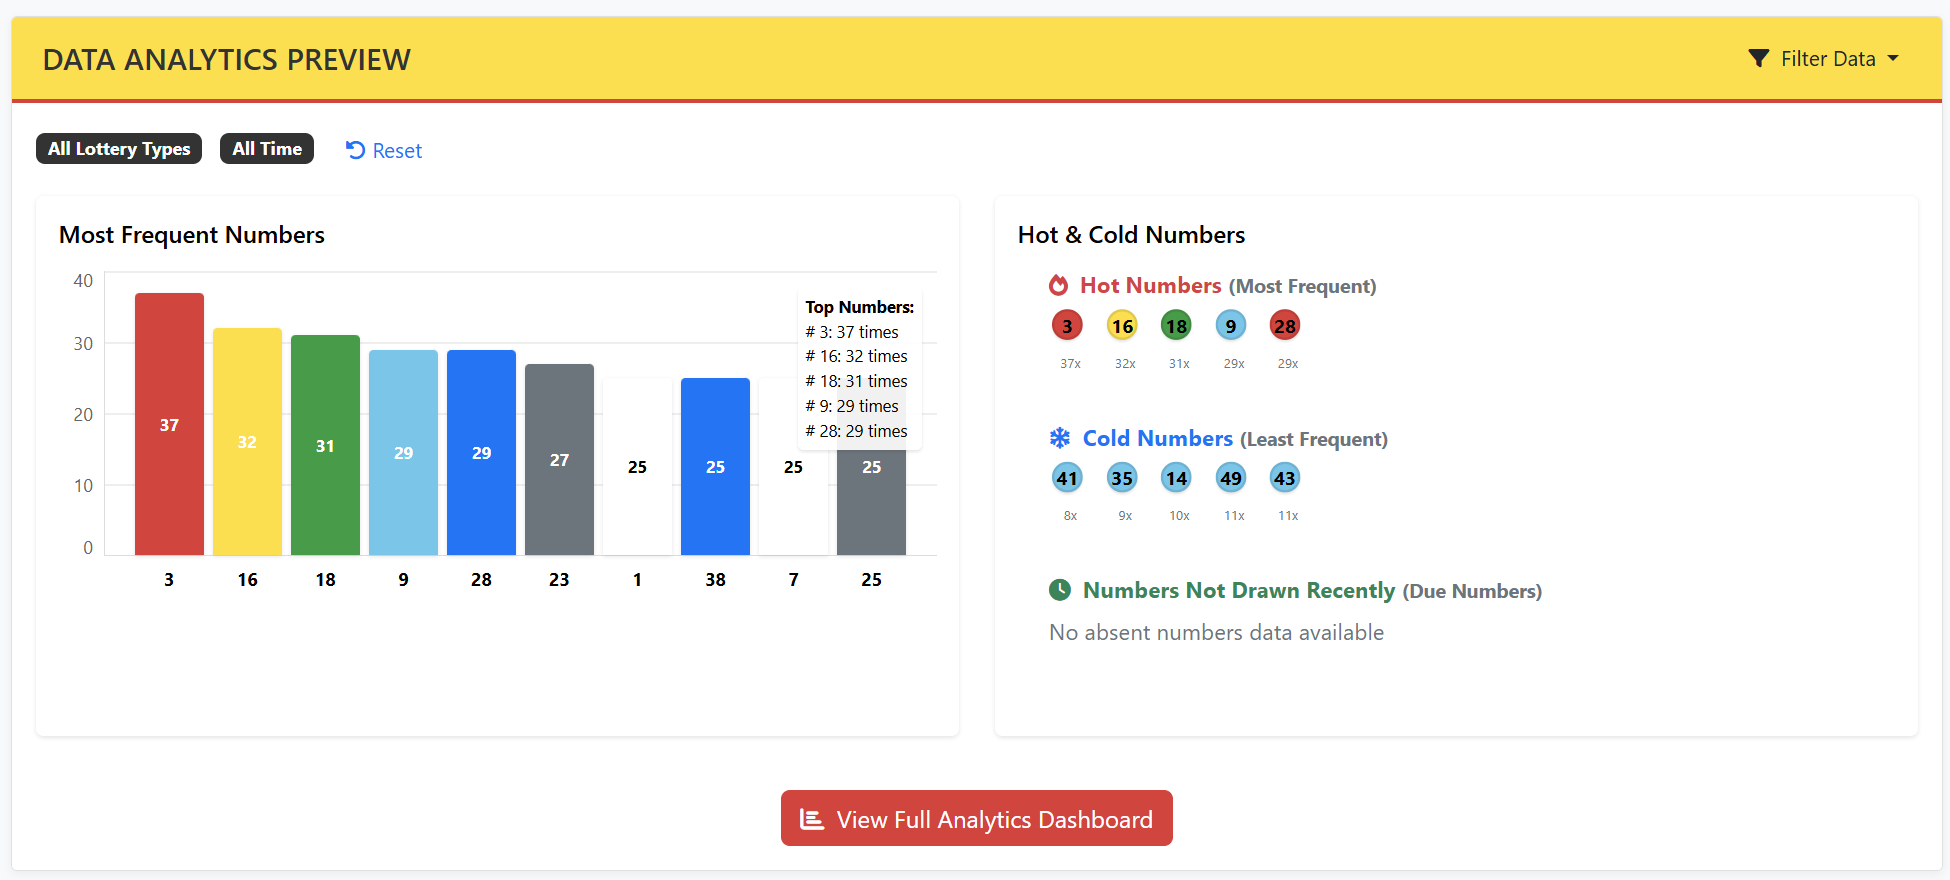 DATA ANALYTICS PREVIEW
Filter Data
All Lottery Types All Time Reset
Most Frequent Numbers
40
30
20
10
0
37
32
31
29
29
27
25
25
25
25
3 16 18 9 28 23 1 38 7 25
Top Numbers:
# 3: 37 times
# 16: 32 times
# 18: 31 times
# 9: 29 times
# 28: 29 times
Hot & Cold Numbers
Hot Numbers (Most Frequent)
3 16 18 9 28
37x 32x 31x 29x 29x
Cold Numbers (Least Frequent)
41 35 14 49 43
8x 9x 10x 11x 11x
Numbers Not Drawn Recently (Due Numbers)
No absent numbers data available
View Full Analytics Dashboard